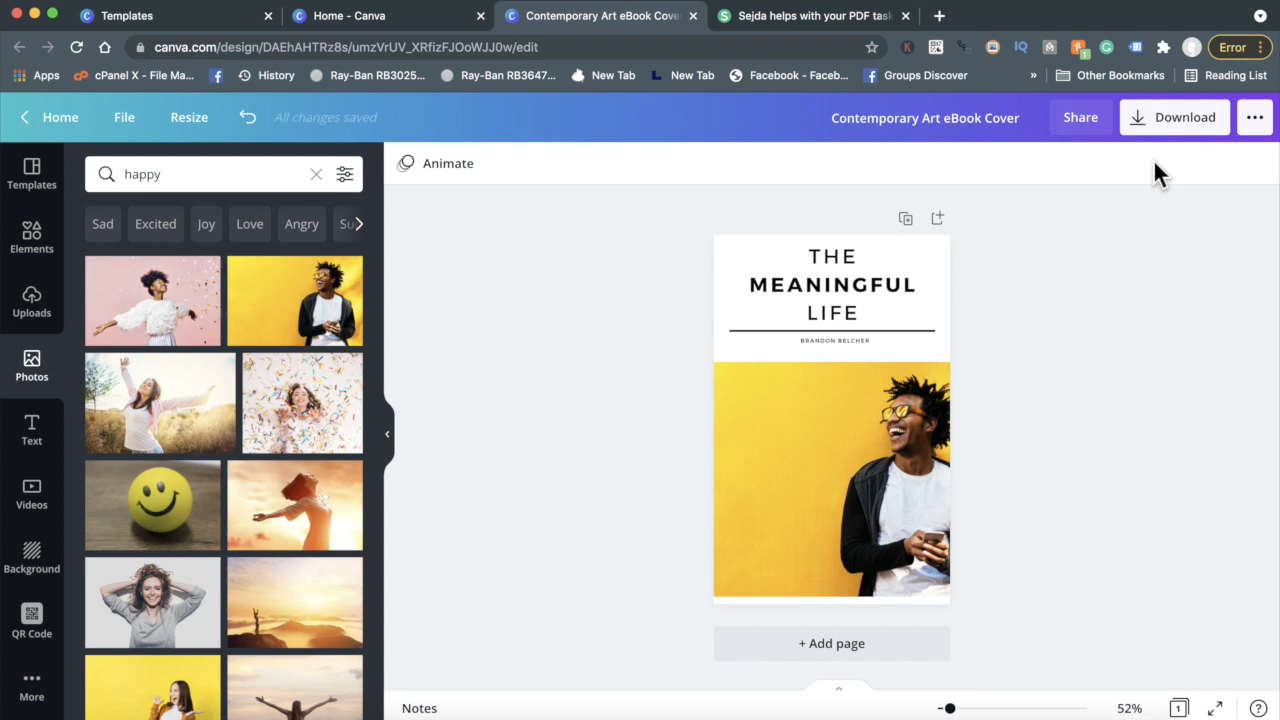 Templates
Home - Canva
Contemporary Art eBook Cove
Sejda helps with your PDF task
canva.com/design/DAEhAHTRz8s/umzVrUV_XRfizFJOoWJJ0w/edit
IQ
1
Error
Apps
cPanel X - File Ma...
History
Ray-Ban RB3025...
Ray-Ban RB3647...
New Tab
New Tab
Facebook - Faceb...
Groups Discover
»
Other Bookmarks
Reading List
Home
File
Resize
All changes saved
Contemporary Art eBook Cover
Share
Download
Templates
Elements
Uploads
Photos
Text
Videos
Background
QR Code
More
happy
Sad
Excited
Joy
Love
Angry
Su
Animate
THE
MEANINGFUL
LIFE
BRANDON BELCHER
+ Add page
Notes
52%
1
?